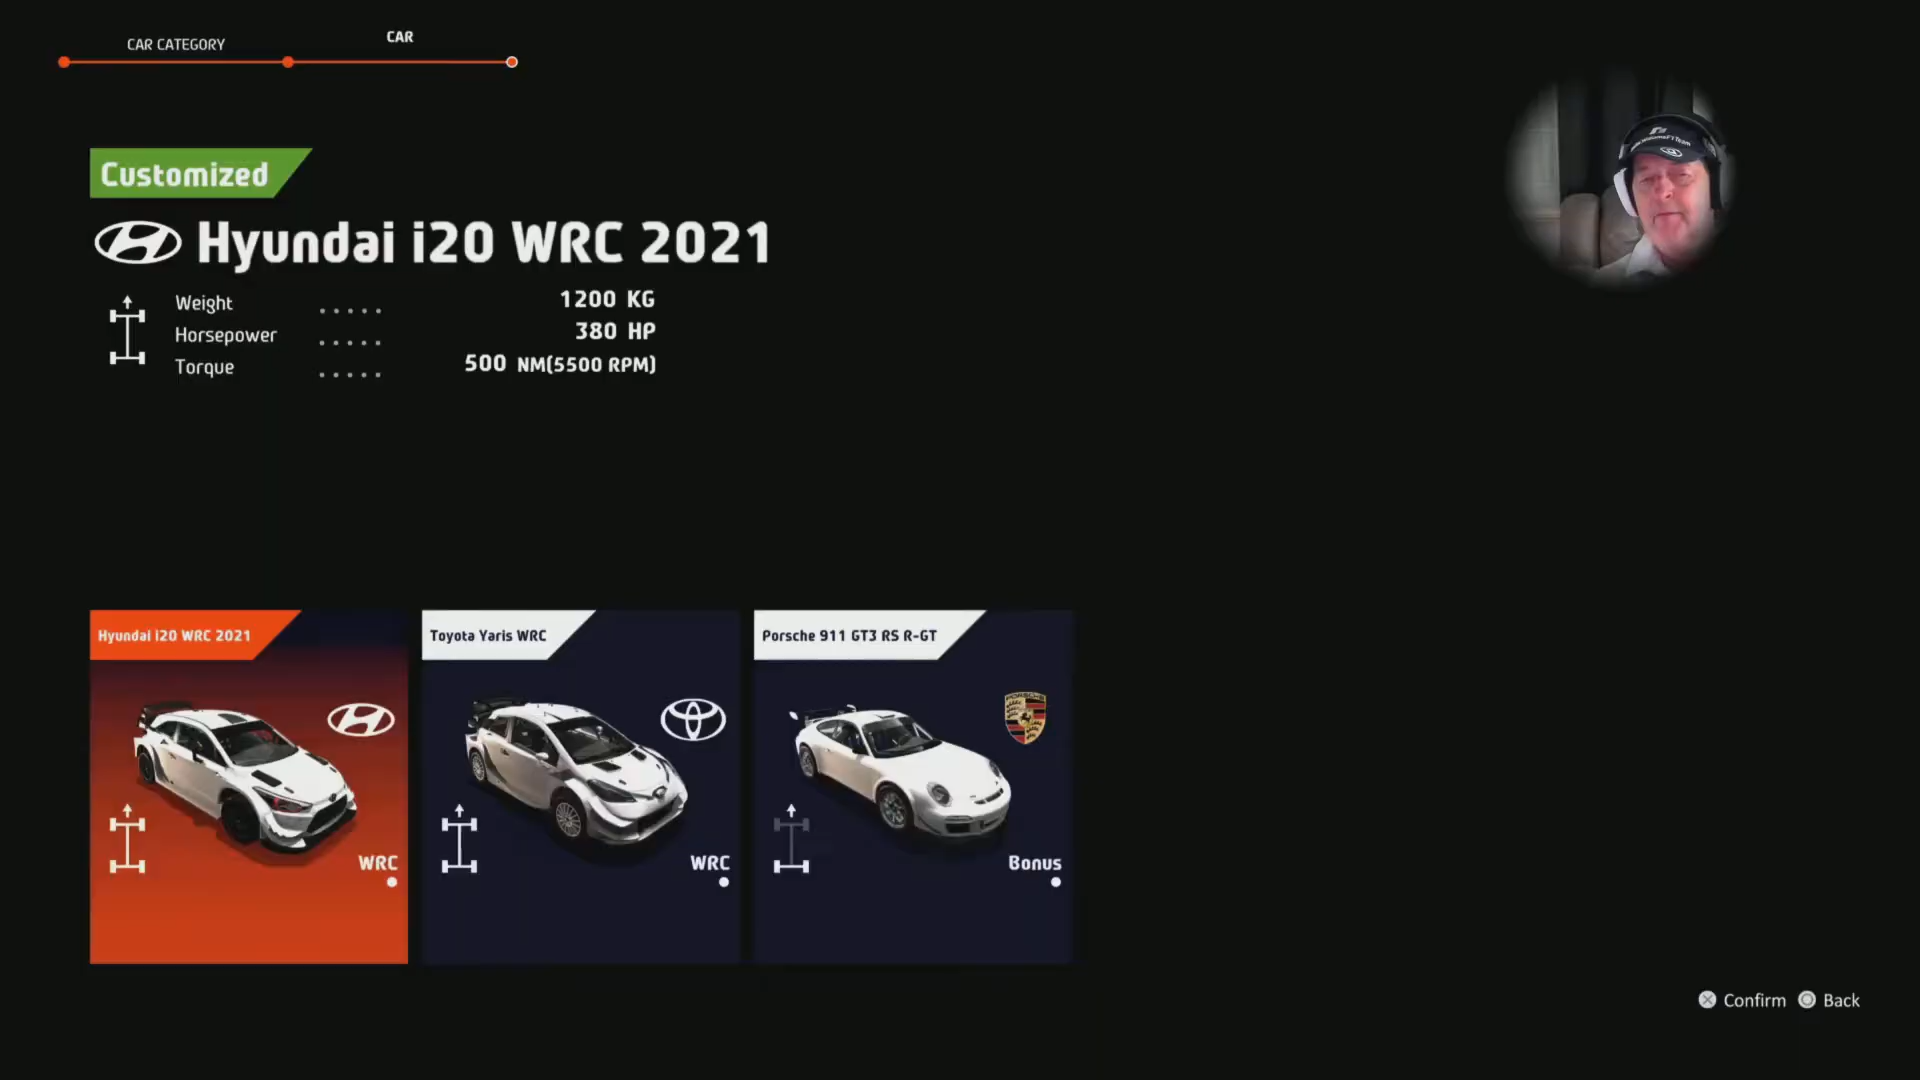 CAR CATEGORY
CAR
Customized
Hyundai i20 WRC 2021
Weight ..... 1200 KG
Horsepower ..... 380 HP
Torque ..... 500 NM(5500 RPM)
Hyundai i20 WRC 2021
WRC
Toyota Yaris WRC
WRC
Porsche 911 GT3 RS R-GT
PORSCHE
Bonus
Confirm
Back